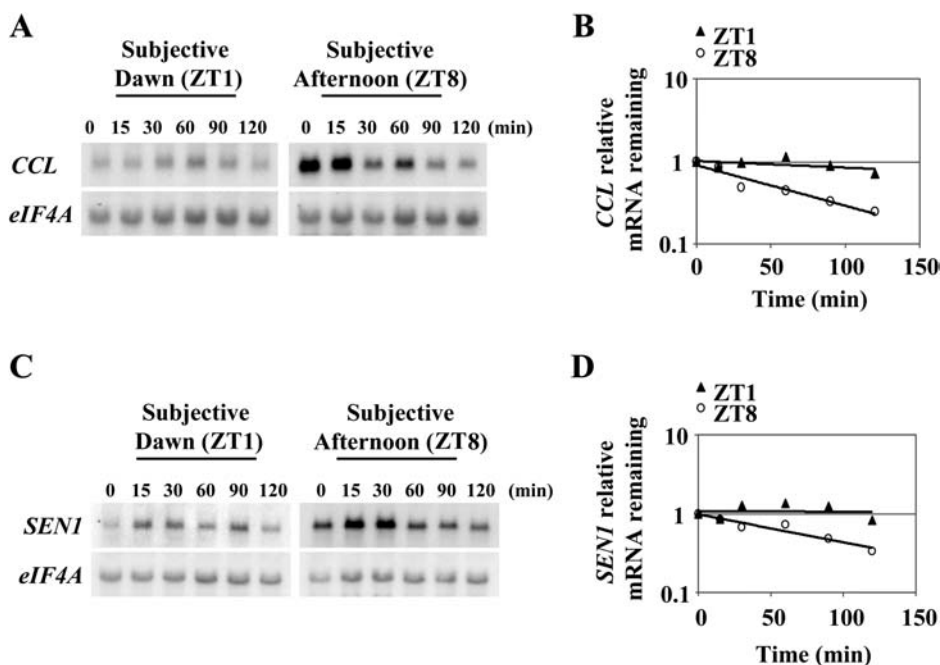 A
Subjective
Dawn (ZT1)
Subjective
Afternoon (ZT8)
0 15 30 60 90 120
0 15 30 60 90 120 (min)
CCL
eIF4A
B
ZT1
ZT8
CCL relative
mRNA remaining
10
1
0.1
0 50 100 150
Time (min)
C
Subjective
Dawn (ZT1)
Subjective
Afternoon (ZT8)
0 15 30 60 90 120
0 15 30 60 90 120 (min)
SEN1
eIF4A
D
ZT1
ZT8
SEN1 relative
mRNA remaining
10
1
0.1
0 50 100 150
Time (min)